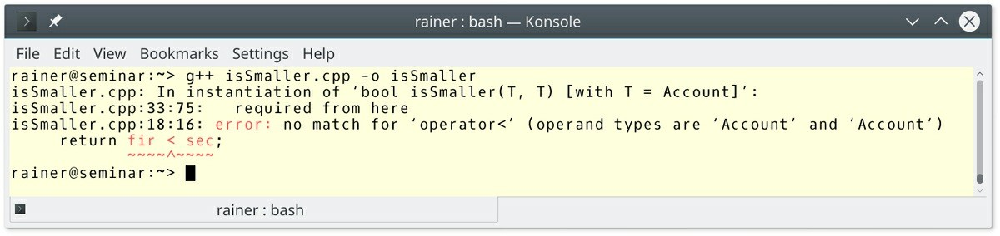 rainer : bash — Konsole
File Edit View Bookmarks Settings Help
rainer@seminar:~> g++ isSmaller.cpp -o isSmaller
isSmaller.cpp: In instantiation of ‘bool isSmaller(T, T) [with T = Account]’:
isSmaller.cpp:33:75:   required from here
isSmaller.cpp:18:16: error: no match for ‘operator<’ (operand types are ‘Account’ and ‘Account’)
     return fir < sec;
            ~~~~^~~~~
rainer@seminar:~>
rainer : bash